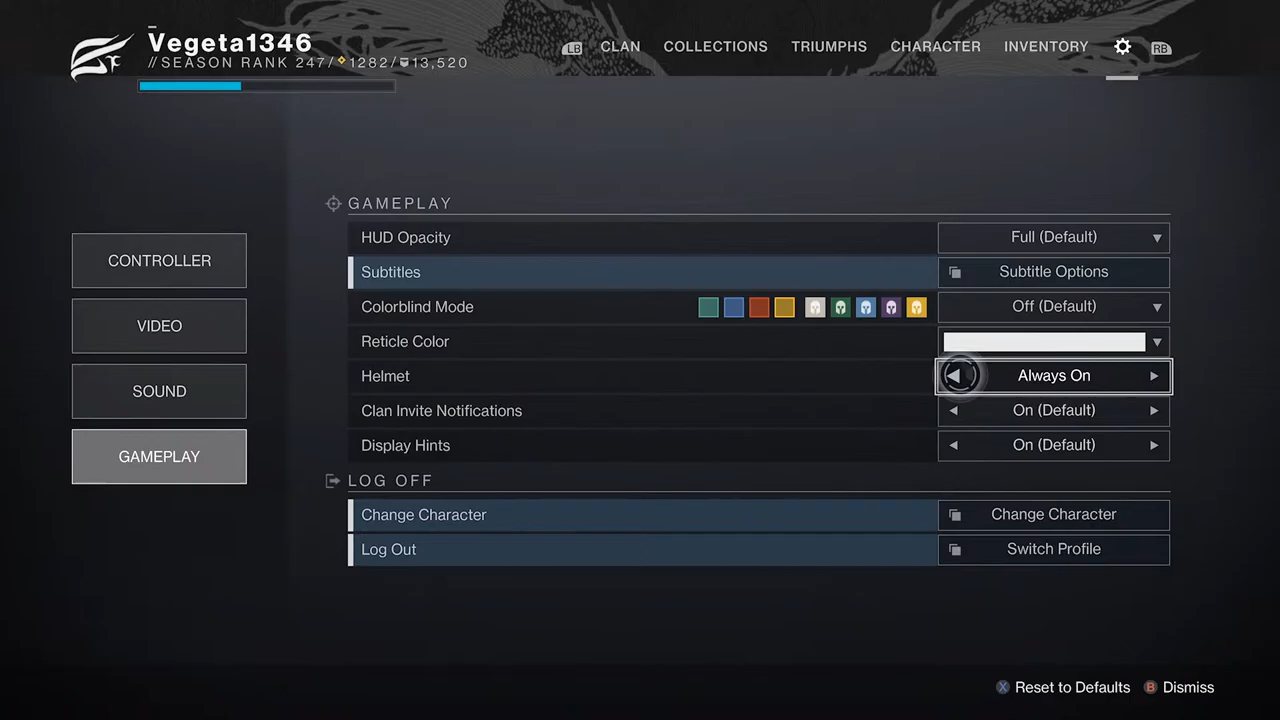 Vegeta1346
//SEASON RANK 247/ 1282/ 13,520
LB CLAN COLLECTIONS TRIUMPHS CHARACTER INVENTORY RB
CONTROLLER
VIDEO
SOUND
GAMEPLAY
GAMEPLAY
HUD Opacity Full (Default)
Subtitles Subtitle Options
Colorblind Mode Off (Default)
Reticle Color
Helmet Always On
Clan Invite Notifications On (Default)
Display Hints On (Default)
LOG OFF
Change Character Change Character
Log Out Switch Profile
X Reset to Defaults B Dismiss